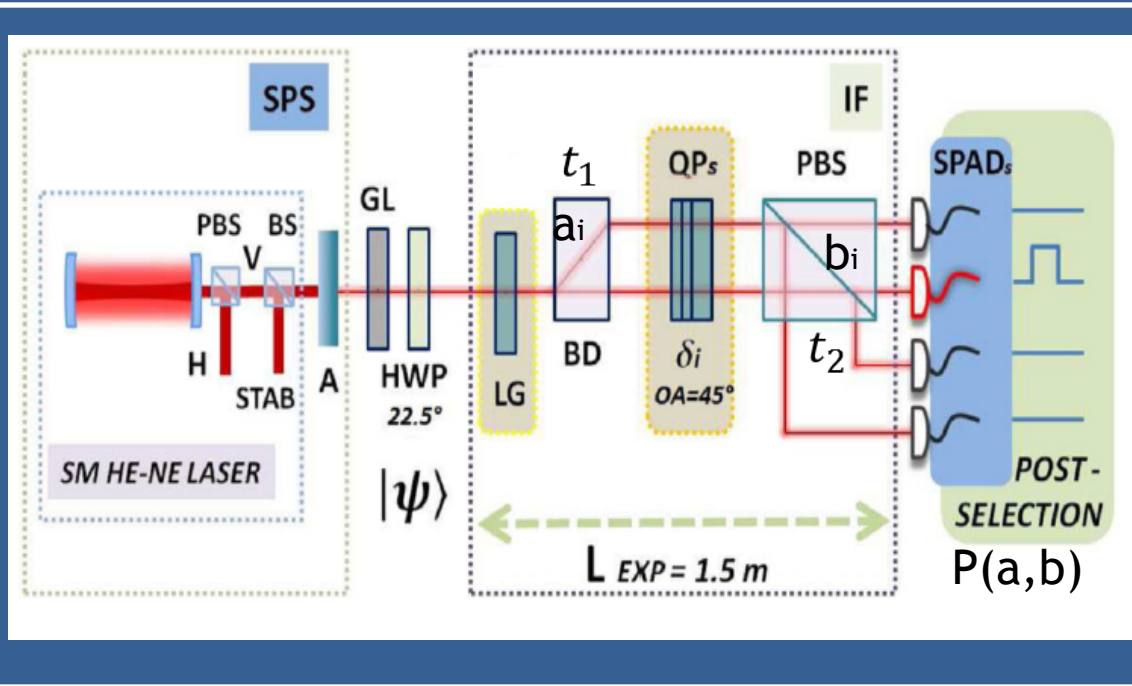 SPS
IF
PBS
BS
V
H
STAB
A
SM HE-NE LASER
GL
HWP
22.5°
|ψ⟩
LG
t₁
aᵢ
BD
QPs
δᵢ
OA=45°
PBS
bᵢ
t₂
L EXP = 1.5 m
SPADs
POST -
SELECTION
P(a,b)